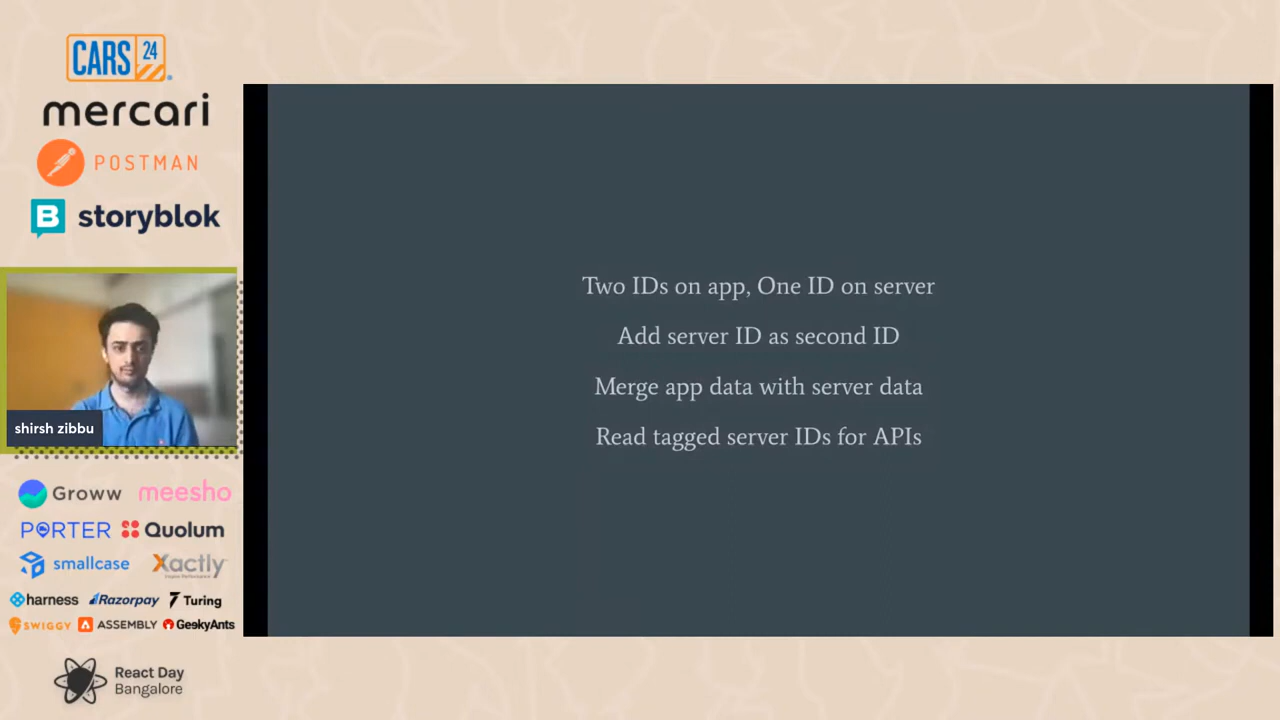 CARS 24
mercari
POSTMAN
B storyblok
shirsh zibbu
Groww meesho
PORTER Quolum
smallcase Xactly
harness Razorpay Turing
SWIGGY ASSEMBLY GeekyAnts
React Day
Bangalore
Two IDs on app, One ID on server
Add server ID as second ID
Merge app data with server data
Read tagged server IDs for APIs